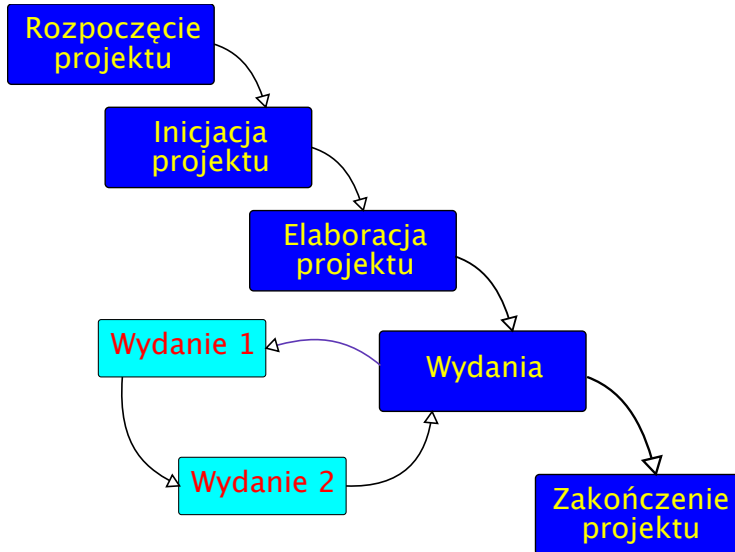 Rozpoczęcie
projektu
Inicjacja
projektu
Elaboracja
projektu
Wydanie 1
Wydania
Wydanie 2
Zakończenie
projektu